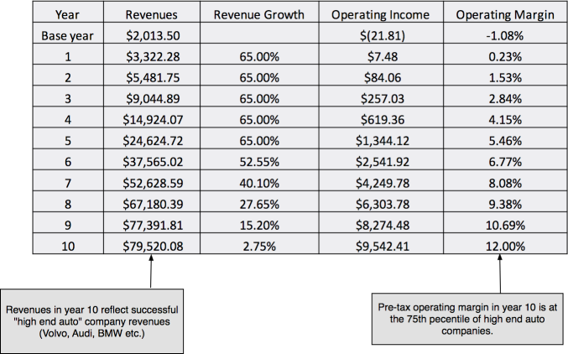 Year Revenues Revenue Growth Operating Income Operating Margin
Base year $2,013.50 $(21.81) -1.08%
1 $3,322.28 65.00% $7.48 0.23%
2 $5,481.75 65.00% $84.06 1.53%
3 $9,044.89 65.00% $257.03 2.84%
4 $14,924.07 65.00% $619.36 4.15%
5 $24,624.72 65.00% $1,344.12 5.46%
6 $37,565.02 52.55% $2,541.92 6.77%
7 $52,628.59 40.10% $4,249.78 8.08%
8 $67,180.39 27.65% $6,303.78 9.38%
9 $77,391.81 15.20% $8,274.48 10.69%
10 $79,520.08 2.75% $9,542.41 12.00%
Revenues in year 10 reflect successful
"high end auto" company revenues
(Volvo, Audi, BMW etc.)
Pre-tax operating margin in year 10 is at
the 75th pecentile of high end auto
companies.